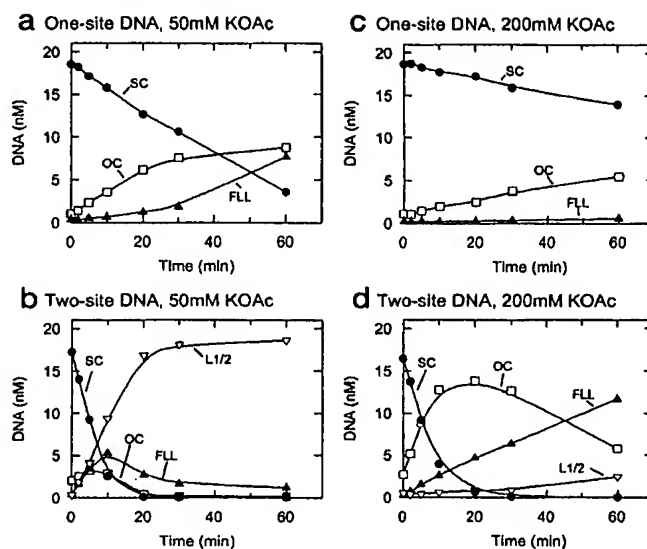 a One-site DNA, 50mM KOAc
20
15
10
5
0
DNA (nM)
SC
OC
FLL
0 20 40 60
Time (min)
c One-site DNA, 200mM KOAc
20
15
10
5
0
DNA (nM)
SC
OC
FLL
0 20 40 60
Time (min)
b Two-site DNA, 50mM KOAc
20
15
10
5
0
DNA (nM)
SC
L1/2
OC
FLL
0 20 40 60
Time (min)
d Two-site DNA, 200mM KOAc
20
15
10
5
0
DNA (nM)
SC
OC
FLL
L1/2
0 20 40 60
Time (min)